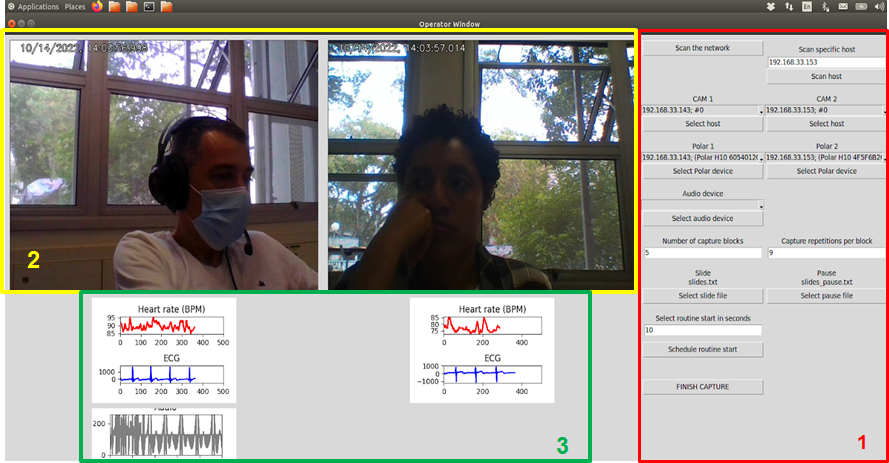 Applications Places
En
Operator Window
10/14/2022, 14:03:56.998
10/14/2022, 14:03:57.014
2
Scan the network
Scan specific host
192.168.33.153
Scan host
CAM 1
CAM 2
192.168.33.143; #0
192.168.33.153; #0
Select host
Select host
Polar 1
Polar 2
192.168.33.143; (Polar H10 6054012C
192.168.33.153; (Polar H10 4F5F6B2C
Select Polar device
Select Polar device
Audio device
Select audio device
Number of capture blocks
Capture repetitions per block
5
9
Slide
Pause
slides.txt
slides_pause.txt
Select slide file
Select pause file
Select routine start in seconds
10
Schedule routine start
FINISH CAPTURE
1
Heart rate (BPM)
95
90
85
0 100 200 300 400 500
ECG
1000
0
0 100 200 300 400 500
Audio
200
0
Heart rate (BPM)
85
80
75
0 200 400
ECG
1000
0
−1000
0 200 400
3